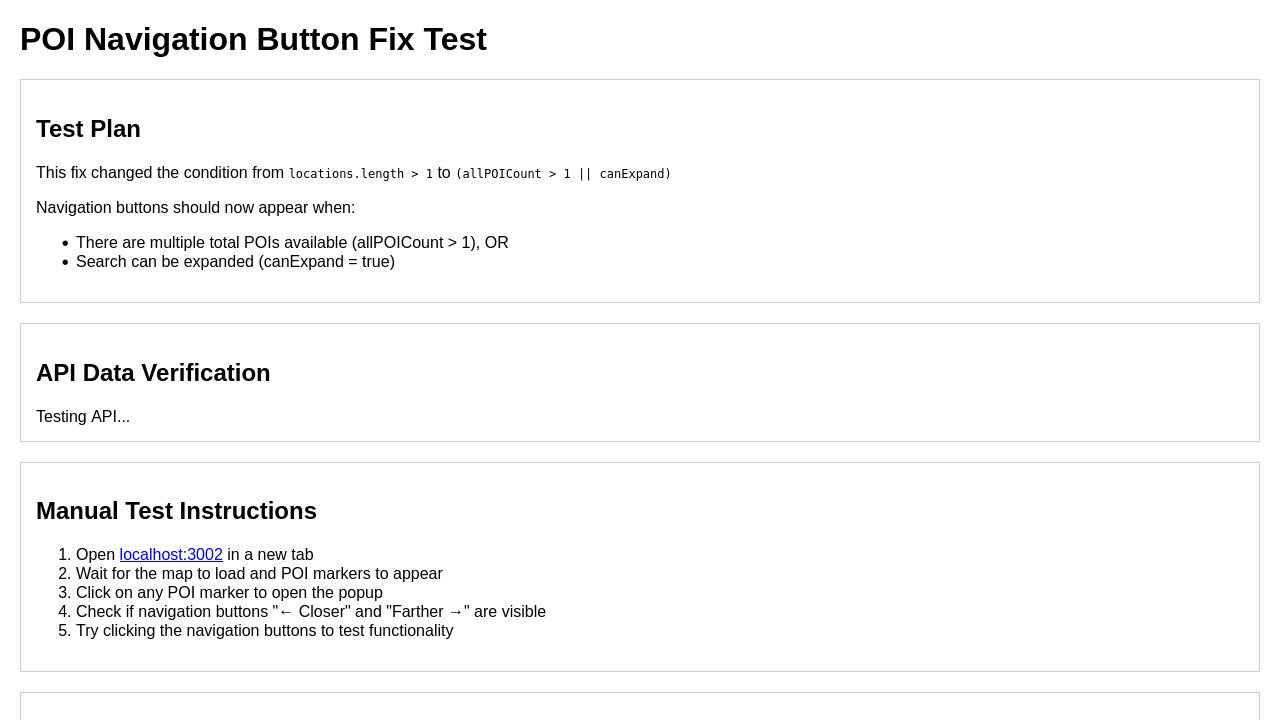 POI Navigation Button Fix Test
Test Plan
This fix changed the condition from locations.length > 1 to (allPOICount > 1 || canExpand)
Navigation buttons should now appear when:
• There are multiple total POIs available (allPOICount > 1), OR
• Search can be expanded (canExpand = true)
API Data Verification
Testing API...
Manual Test Instructions
1. Open localhost:3002 in a new tab
2. Wait for the map to load and POI markers to appear
3. Click on any POI marker to open the popup
4. Check if navigation buttons "← Closer" and "Farther →" are visible
5. Try clicking the navigation buttons to test functionality